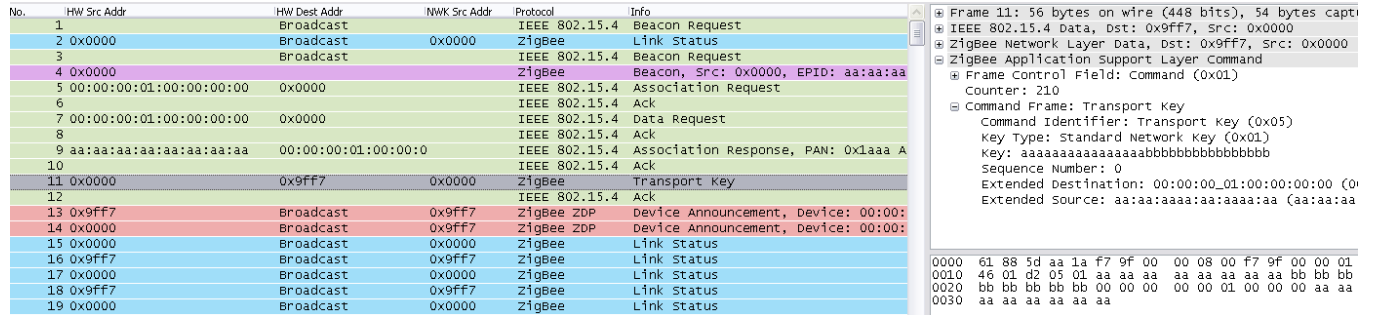 No. HW Src Addr HW Dest Addr NWK Src Addr Protocol Info
1 Broadcast IEEE 802.15.4 Beacon Request
2 0x0000 Broadcast 0x0000 ZigBee Link Status
3 Broadcast IEEE 802.15.4 Beacon Request
4 0x0000 ZigBee Beacon, Src: 0x0000, EPID: aa:aa:aa
5 00:00:00:01:00:00:00:00 0x0000 IEEE 802.15.4 Association Request
6 IEEE 802.15.4 Ack
7 00:00:00:01:00:00:00:00 0x0000 IEEE 802.15.4 Data Request
8 IEEE 802.15.4 Ack
9 aa:aa:aa:aa:aa:aa:aa:aa 00:00:00:01:00:00:0 IEEE 802.15.4 Association Response, PAN: 0x1aaa A
10 IEEE 802.15.4 Ack
11 0x0000 0x9ff7 0x0000 ZigBee Transport Key
12 IEEE 802.15.4 Ack
13 0x9ff7 Broadcast 0x9ff7 ZigBee ZDP Device Announcement, Device: 00:00:
14 0x0000 Broadcast 0x9ff7 ZigBee ZDP Device Announcement, Device: 00:00:
15 0x0000 Broadcast 0x0000 ZigBee Link Status
16 0x9ff7 Broadcast 0x9ff7 ZigBee Link Status
17 0x0000 Broadcast 0x0000 ZigBee Link Status
18 0x9ff7 Broadcast 0x9ff7 ZigBee Link Status
19 0x0000 Broadcast 0x0000 ZigBee Link Status
Frame 11: 56 bytes on wire (448 bits), 54 bytes capt
IEEE 802.15.4 Data, Dst: 0x9ff7, Src: 0x0000
ZigBee Network Layer Data, Dst: 0x9ff7, Src: 0x0000
ZigBee Application Support Layer Command
Frame Control Field: Command (0x01)
Counter: 210
Command Frame: Transport Key
Command Identifier: Transport Key (0x05)
Key Type: Standard Network Key (0x01)
Key: aaaaaaaaaaaaaaaabbbbbbbbbbbbbbbb
Sequence Number: 0
Extended Destination: 00:00:00_01:00:00:00:00 (0
Extended Source: aa:aa:aaaa:aa:aaaa:aa (aa:aa:aa
0000 61 88 5d aa 1a f7 9f 00 00 08 00 f7 9f 00 00 01
0010 46 01 d2 05 01 aa aa aa aa aa aa aa aa bb bb bb
0020 bb bb bb bb bb 00 00 00 00 00 01 00 00 00 aa aa
0030 aa aa aa aa aa aa